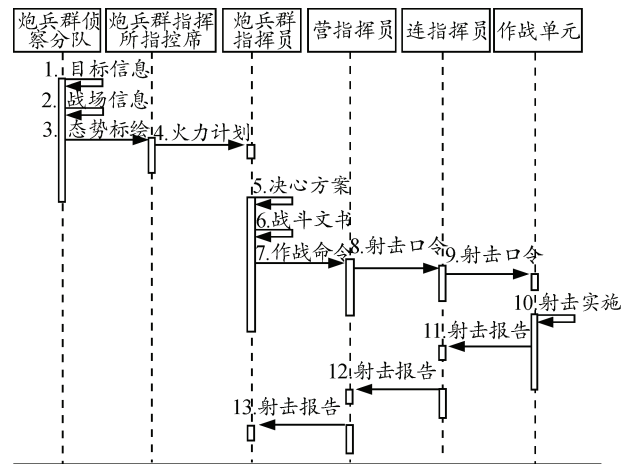 炮兵群侦
察分队
炮兵群指挥
所指控席
炮兵群
指挥员
营指挥员
连指挥员
作战单元
1. 目标信息
2. 战场信息
3. 态势标绘
4.火力计划
5.决心方案
6.战斗文书
7.作战命令
8.射击口令
9.射击口令
10.射击实施
11.射击报告
12.射击报告
13.射击报告